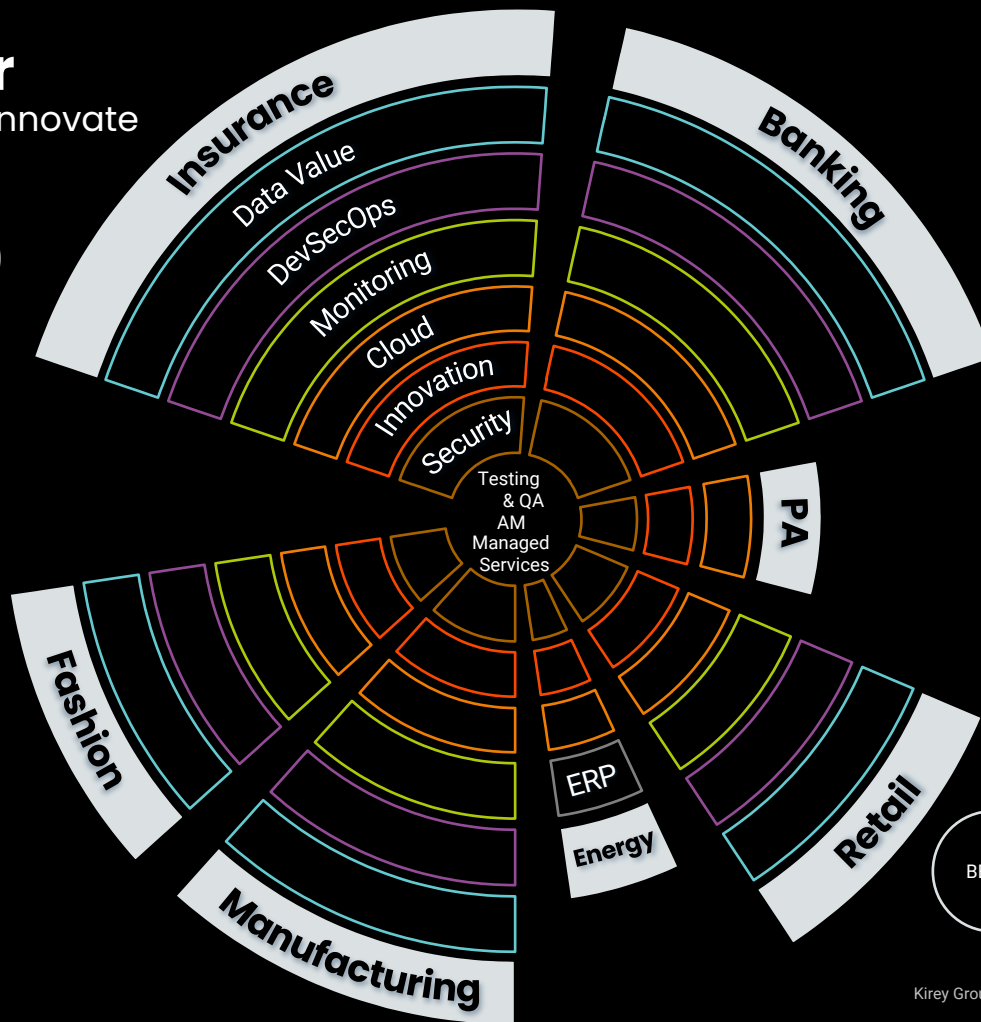 r
nnovate
Insurance
Data Value
DevSecOps
Monitoring
Cloud
Innovation
Security
Banking
Testing
& QA
AM
Managed
Services
PA
Fashion
Manufacturing
ERP
Energy
Retail
Kirey Grou